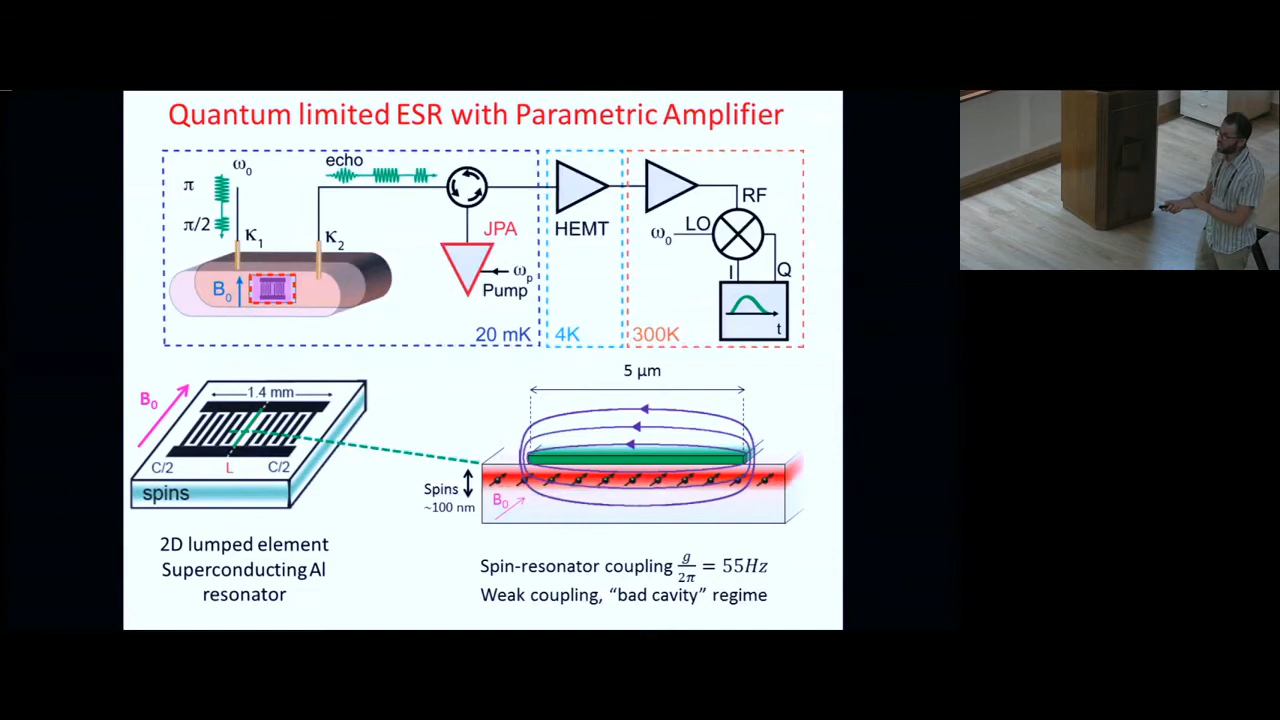 Quantum limited ESR with Parametric Amplifier
π
π/2
ω0
κ1
κ2
B0
echo
JPA
ωp
Pump
20 mK
HEMT
4K
ω0
LO
RF
I
Q
t
300K
B0
1.4 mm
C/2
L
C/2
spins
5 μm
Spins
~100 nm
B0
2D lumped element
Superconducting Al
resonator
Spin-resonator coupling g/2π = 55Hz
Weak coupling, “bad cavity” regime